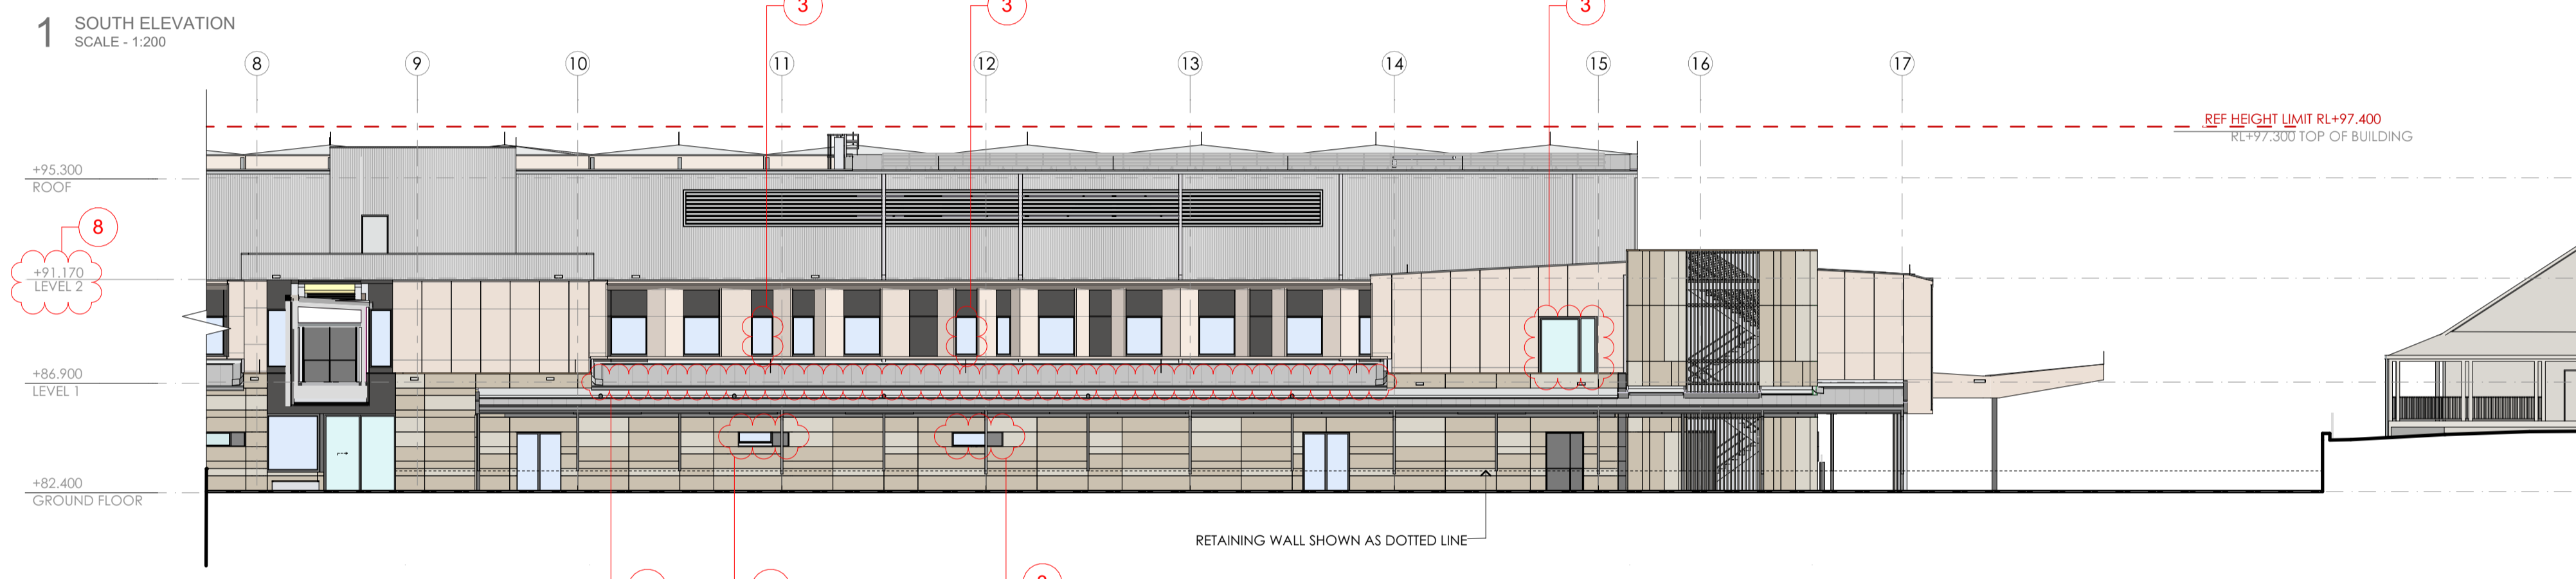 1 SOUTH ELEVATION
SCALE - 1:200
3 3 3
8 9 10 11 12 13 14 15 16 17
REF HEIGHT LIMIT RL+97.400
RL+97.300 TOP OF BUILDING
+95.300
ROOF
8
+91.170
LEVEL 2
+86.900
LEVEL 1
+82.400
GROUND FLOOR
RETAINING WALL SHOWN AS DOTTED LINE